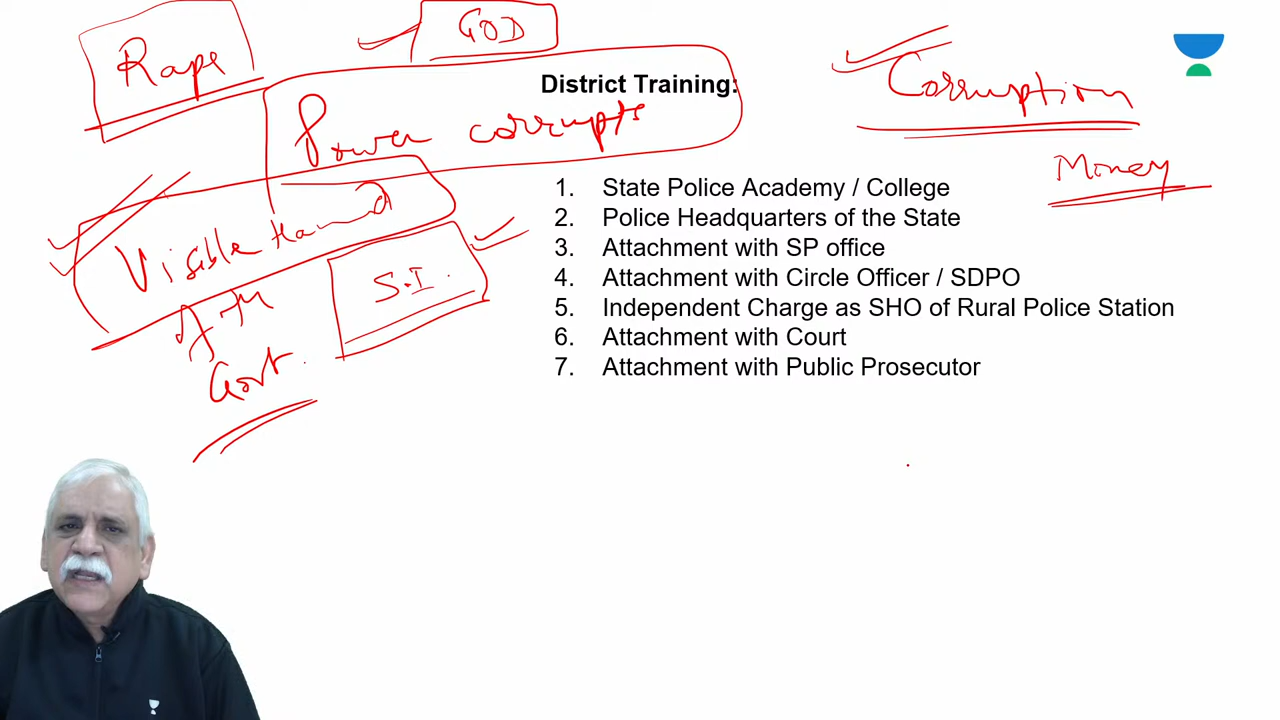 Rape
GOD
Corruption
Money
District Training:
Power corrupts
Visible Hand
of the
Govt.
S.I.
1. State Police Academy / College
2. Police Headquarters of the State
3. Attachment with SP office
4. Attachment with Circle Officer / SDPO
5. Independent Charge as SHO of Rural Police Station
6. Attachment with Court
7. Attachment with Public Prosecutor